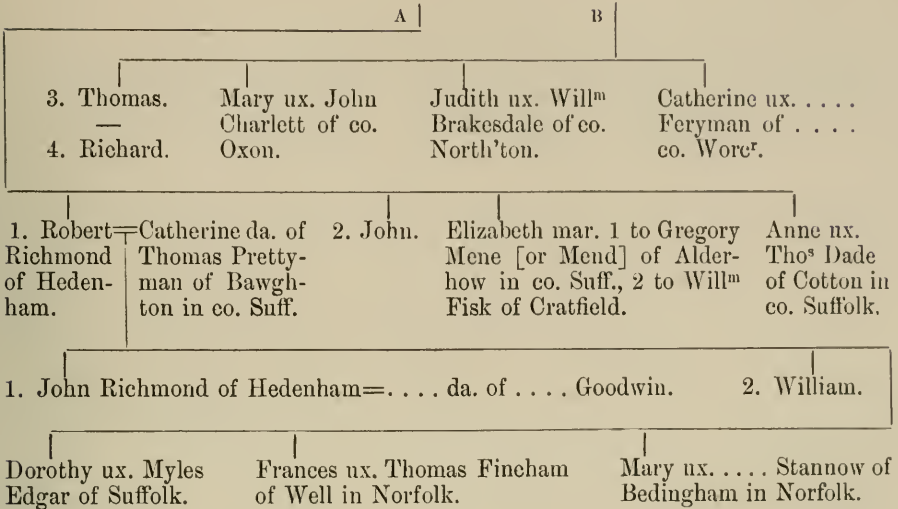 A B
3. Thomas. Mary ux. John Judith ux. Willᵐ Catherine ux. . . . .
— Charlett of co. Brakesdale of co. Feryman of . . . .
4. Richard. Oxon. North'ton. co. Worcʳ.
1. Robert=Catherine da. of 2. John. Elizabeth mar. 1 to Gregory Anne ux.
Richmond Thomas Pretty- Mene [or Mend] of Alder- Thoˢ Dade
of Heden- man of Bawgh- how in co. Suff., 2 to Willᵐ of Cotton in
ham. ton in co. Suff. Fisk of Cratfield. co. Suffolk.
1. John Richmond of Hedenham=. . . . da. of . . . . Goodwin. 2. William.
Dorothy ux. Myles Frances ux. Thomas Fincham Mary ux. . . . . Stannow of
Edgar of Suffolk. of Well in Norfolk. Bedingham in Norfolk.